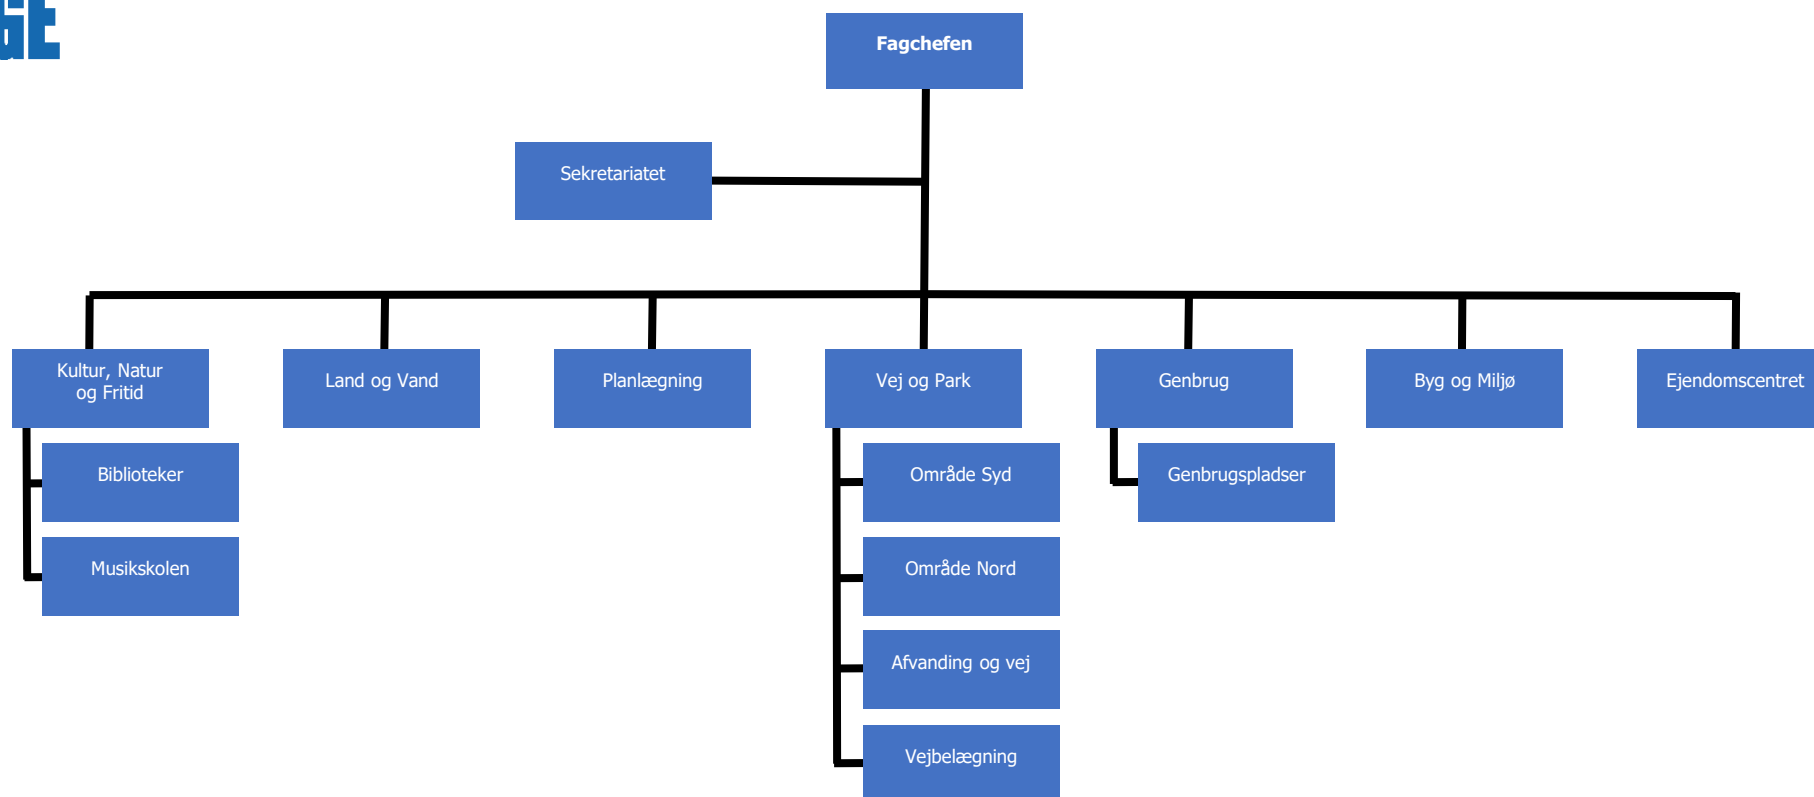 Fagchefen
Sekretariatet
Kultur, Natur
og Fritid
Land og Vand
Planlægning
Vej og Park
Genbrug
Byg og Miljø
Ejendomscentret
Biblioteker
Område Syd
Genbrugspladser
Musikskolen
Område Nord
Afvanding og vej
Vejbelægning